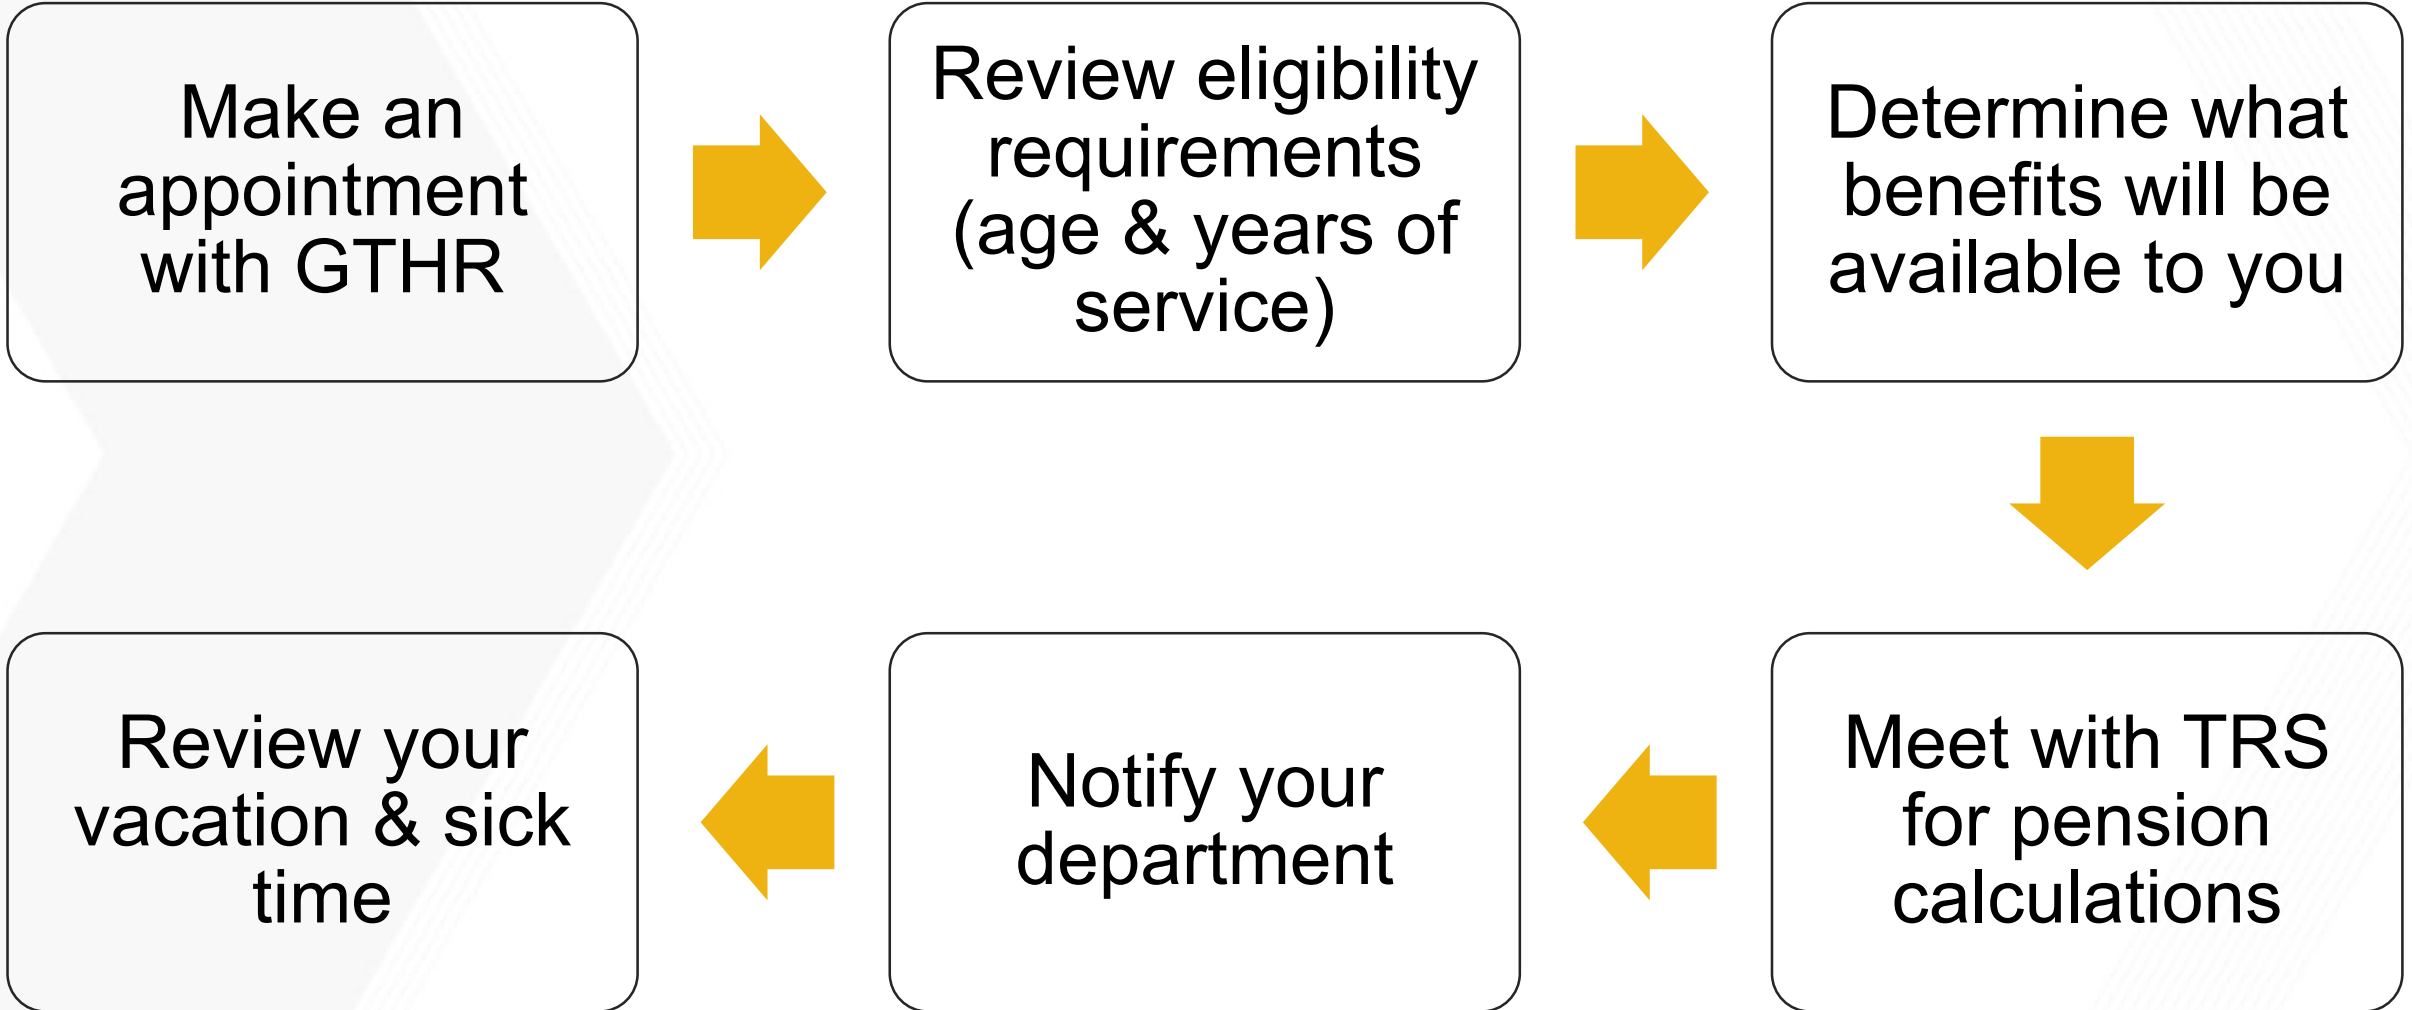 Make an
appointment
with GTHR
Review eligibility
requirements
(age & years of
service)
Determine what
benefits will be
available to you
Meet with TRS
for pension
calculations
Notify your
department
Review your
vacation & sick
time